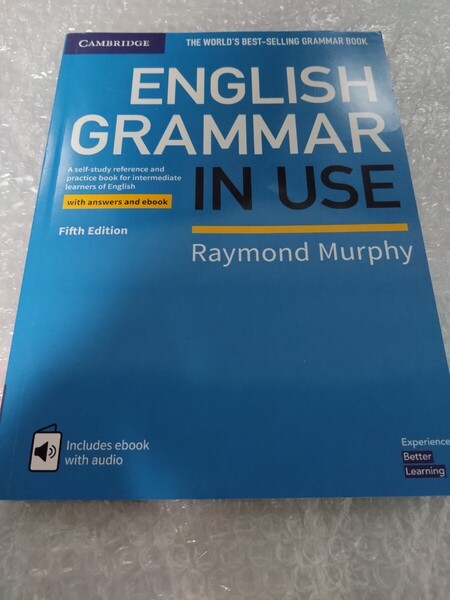 CAMBRIDGE
THE WORLD'S BEST-SELLING GRAMMAR BOOK
ENGLISH
GRAMMAR
IN USE
A self-study reference and
practice book for intermediate
learners of English
with answers and ebook
Fifth Edition
Raymond Murphy
Includes ebook
with audio
Experience
Better
Learning